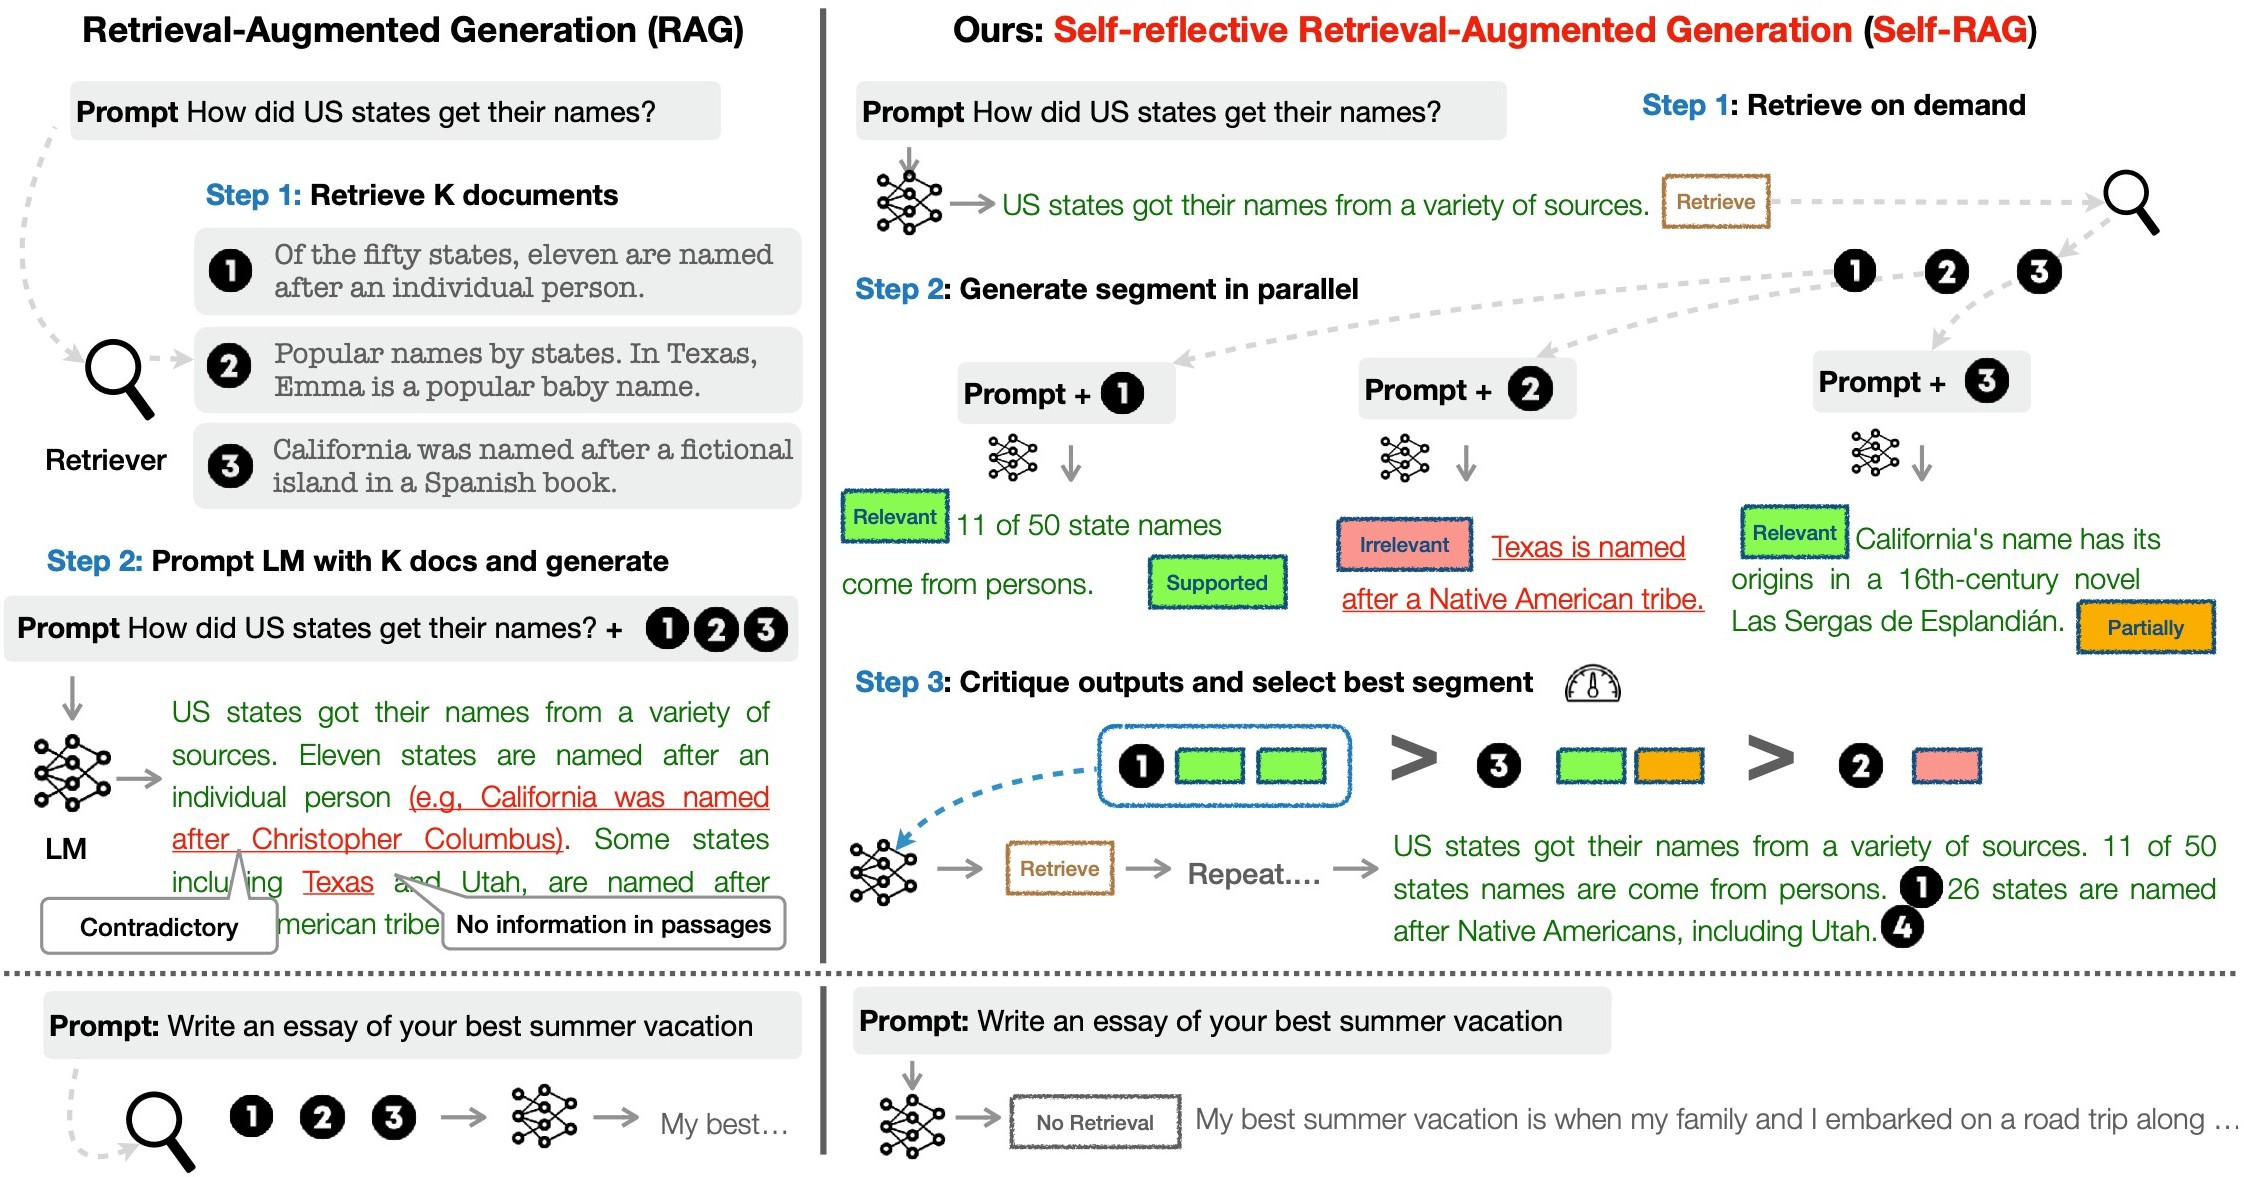 Retrieval-Augmented Generation (RAG)
Prompt How did US states get their names?
Step 1: Retrieve K documents
1 Of the fifty states, eleven are named
after an individual person.
2 Popular names by states. In Texas,
Emma is a popular baby name.
3 California was named after a fictional
island in a Spanish book.
Retriever
Step 2: Prompt LM with K docs and generate
Prompt How did US states get their names? + 1 2 3
LM
US states got their names from a variety of
sources. Eleven states are named after an
individual person (e.g, California was named
after Christopher Columbus). Some states
including Texas and Utah, are named after
merican tribe
Contradictory
No information in passages
Prompt: Write an essay of your best summer vacation
1 2 3
My best...
Ours: Self-reflective Retrieval-Augmented Generation (Self-RAG)
Prompt How did US states get their names?
Step 1: Retrieve on demand
US states got their names from a variety of sources. Retrieve
1 2 3
Step 2: Generate segment in parallel
Prompt + 1
Prompt + 2
Prompt + 3
Relevant 11 of 50 state names
come from persons. Supported
Irrelevant Texas is named
after a Native American tribe.
Relevant California's name has its
origins in a 16th-century novel
Las Sergas de Esplandián. Partially
Step 3: Critique outputs and select best segment
1 > 3 > 2
Retrieve
Repeat....
US states got their names from a variety of sources. 11 of 50
states names are come from persons. 1 26 states are named
after Native Americans, including Utah. 4
Prompt: Write an essay of your best summer vacation
No Retrieval
My best summer vacation is when my family and I embarked on a road trip along ...